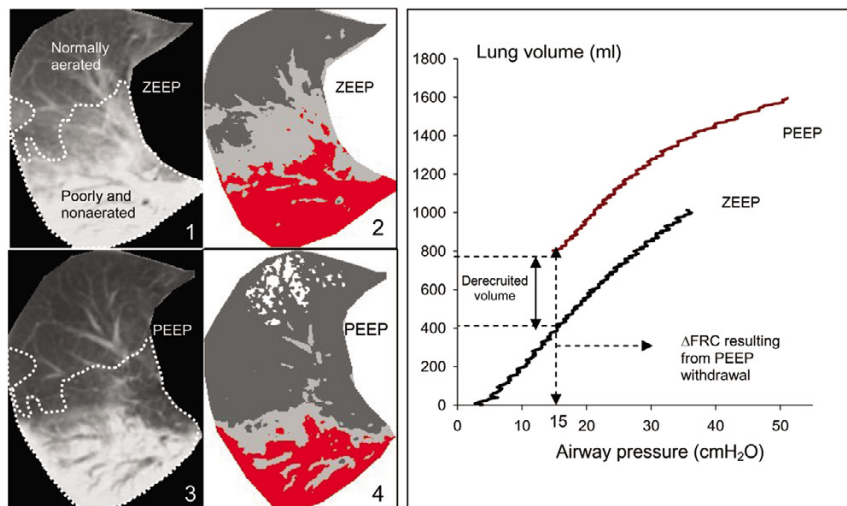 Normally
aerated
ZEEP
Poorly and
nonaerated
1
ZEEP
2
PEEP
3
PEEP
4
Lung volume (ml)
1800
1600
1400
1200
1000
800
600
400
200
0
PEEP
ZEEP
Derecruited
volume
ΔFRC resulting
from PEEP
withdrawal
0
10
15
20
30
40
50
Airway pressure (cmH₂O)